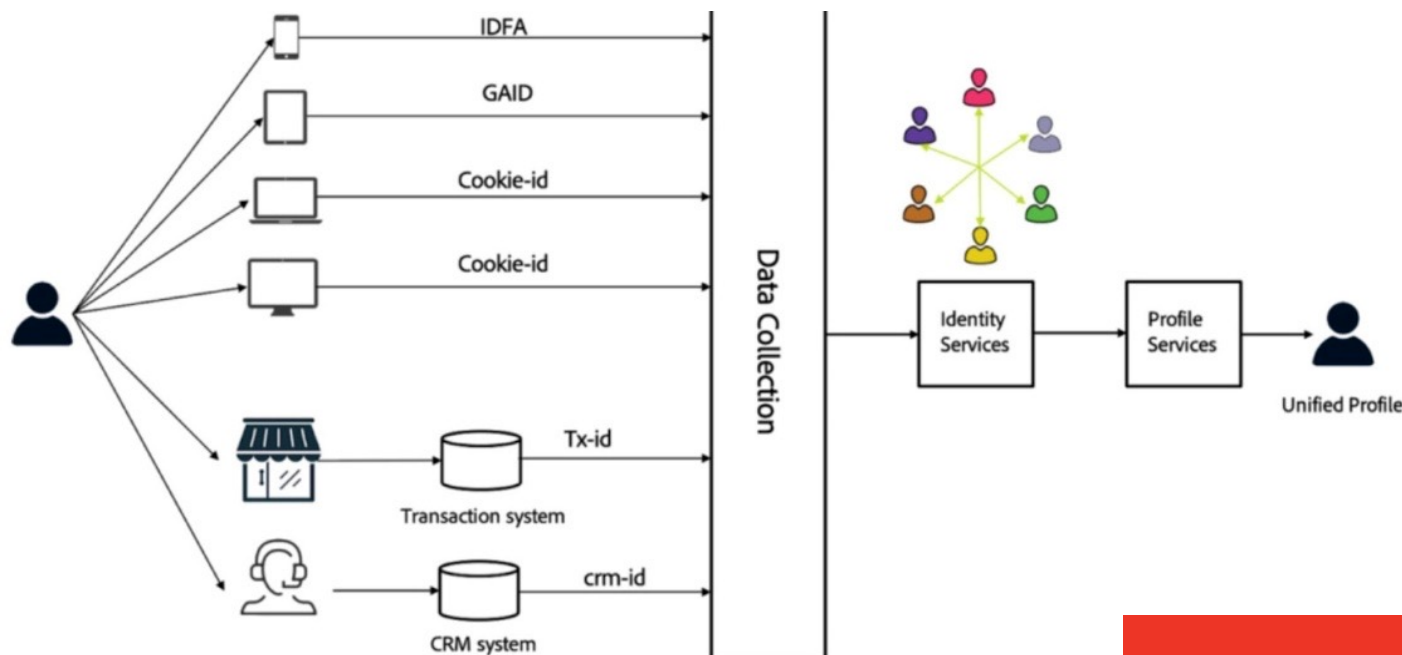 IDFA
GAID
Cookie-id
Cookie-id
Tx-id
Transaction system
crm-id
CRM system
Data Collection
Identity
Services
Profile
Services
Unified Profile